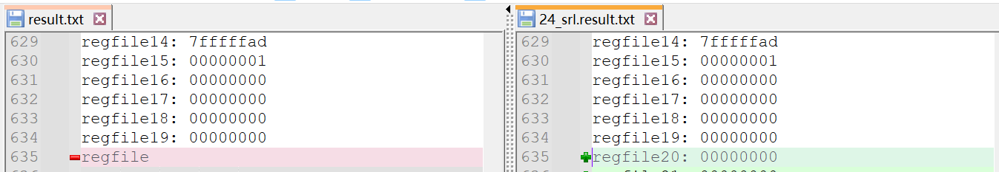 result.txt
24_srl.result.txt
629 regfile14: 7fffffad
630 regfile15: 00000001
631 regfile16: 00000000
632 regfile17: 00000000
633 regfile18: 00000000
634 regfile19: 00000000
635 regfile
629 regfile14: 7fffffad
630 regfile15: 00000001
631 regfile16: 00000000
632 regfile17: 00000000
633 regfile18: 00000000
634 regfile19: 00000000
635 regfile20: 00000000